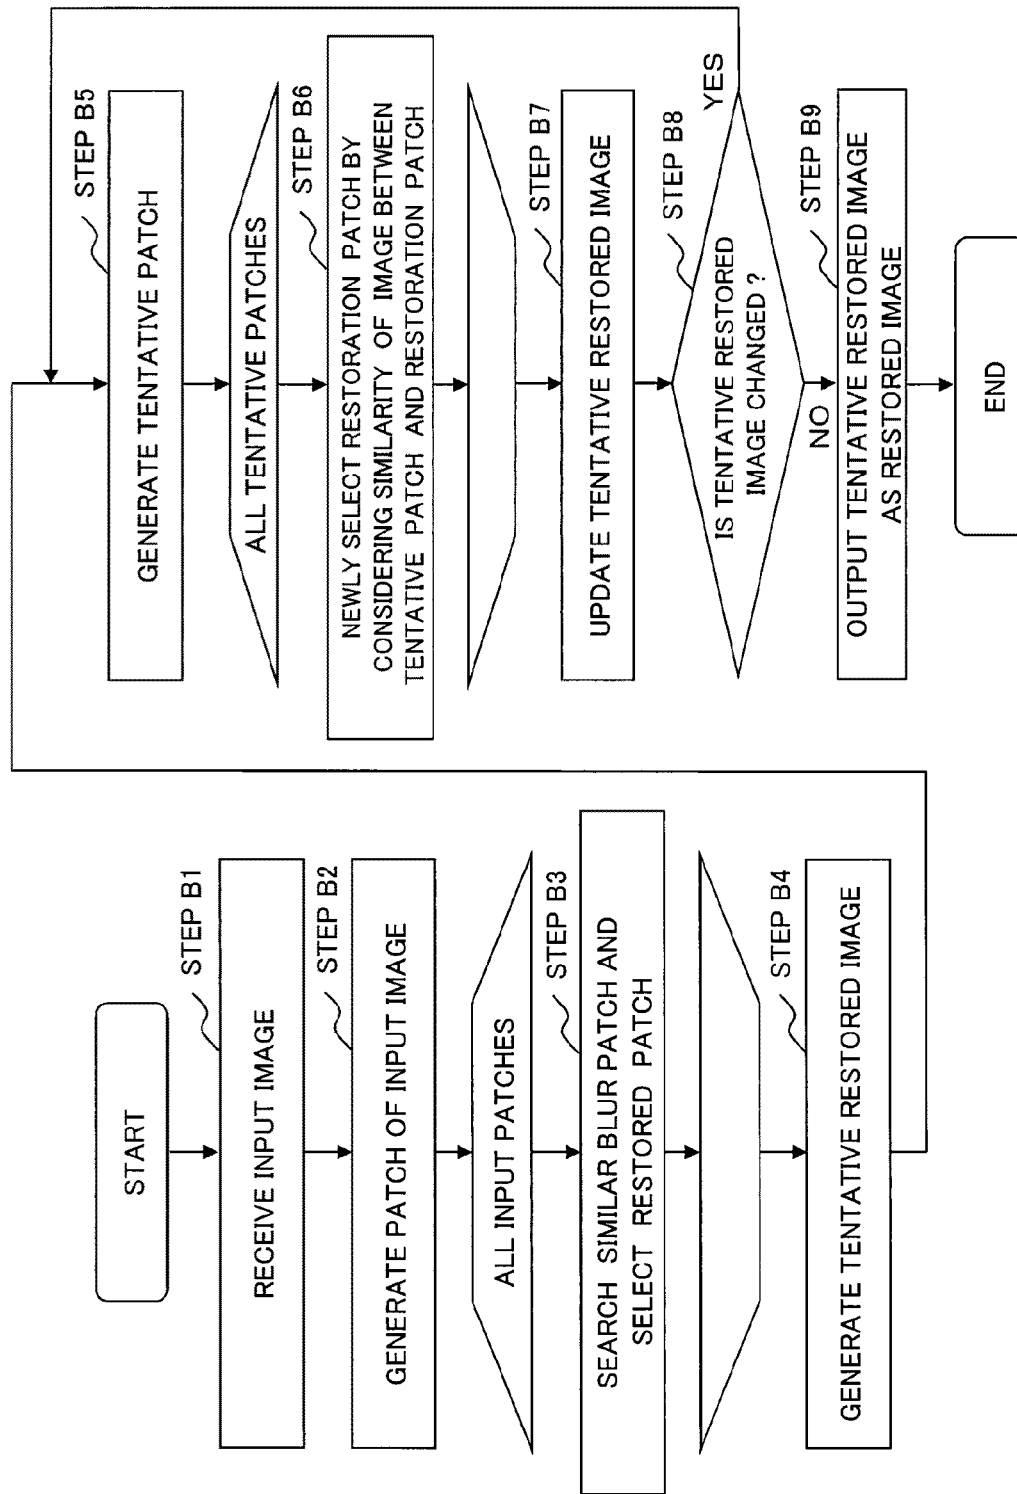 START
STEP B1
RECEIVE INPUT IMAGE
STEP B2
GENERATE PATCH OF INPUT IMAGE
ALL INPUT PATCHES
STEP B3
SEARCH SIMILAR BLUR PATCH AND
SELECT RESTORED PATCH
STEP B4
GENERATE TENTATIVE RESTORED IMAGE
STEP B5
GENERATE TENTATIVE PATCH
ALL TENTATIVE PATCHES
STEP B6
NEWLY SELECT RESTORATION PATCH BY
CONSIDERING SIMILARITY OF IMAGE BETWEEN
TENTATIVE PATCH AND RESTORATION PATCH
STEP B7
UPDATE TENTATIVE RESTORED IMAGE
STEP B8
IS TENTATIVE RESTORED
IMAGE CHANGED ?
YES
NO
STEP B9
OUTPUT TENTATIVE RESTORED IMAGE
AS RESTORED IMAGE
END